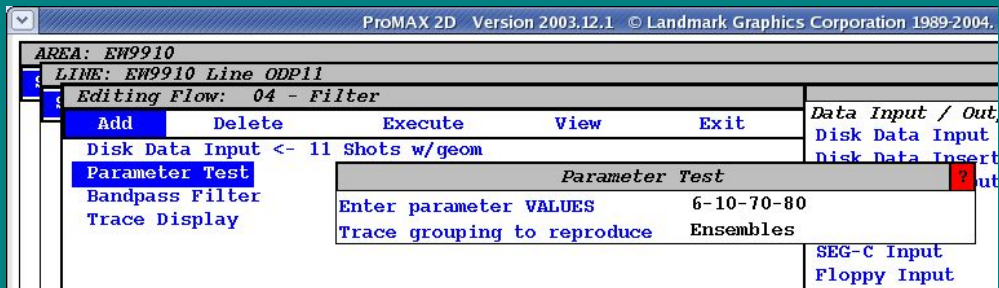 ProMAX 2D Version 2003.12.1 © Landmark Graphics Corporation 1989-2004.
AREA: EW9910
LINE: EW9910 Line ODP11
Editing Flow: 04 - Filter
Add Delete Execute View Exit
Disk Data Input <- 11 Shots w/geom
Parameter Test
Bandpass Filter
Trace Display
Parameter Test ?
Enter parameter VALUES 6-10-70-80
Trace grouping to reproduce Ensembles
Data Input / Out
Disk Data Input
Disk Data Insert
SEG-C Input
Floppy Input